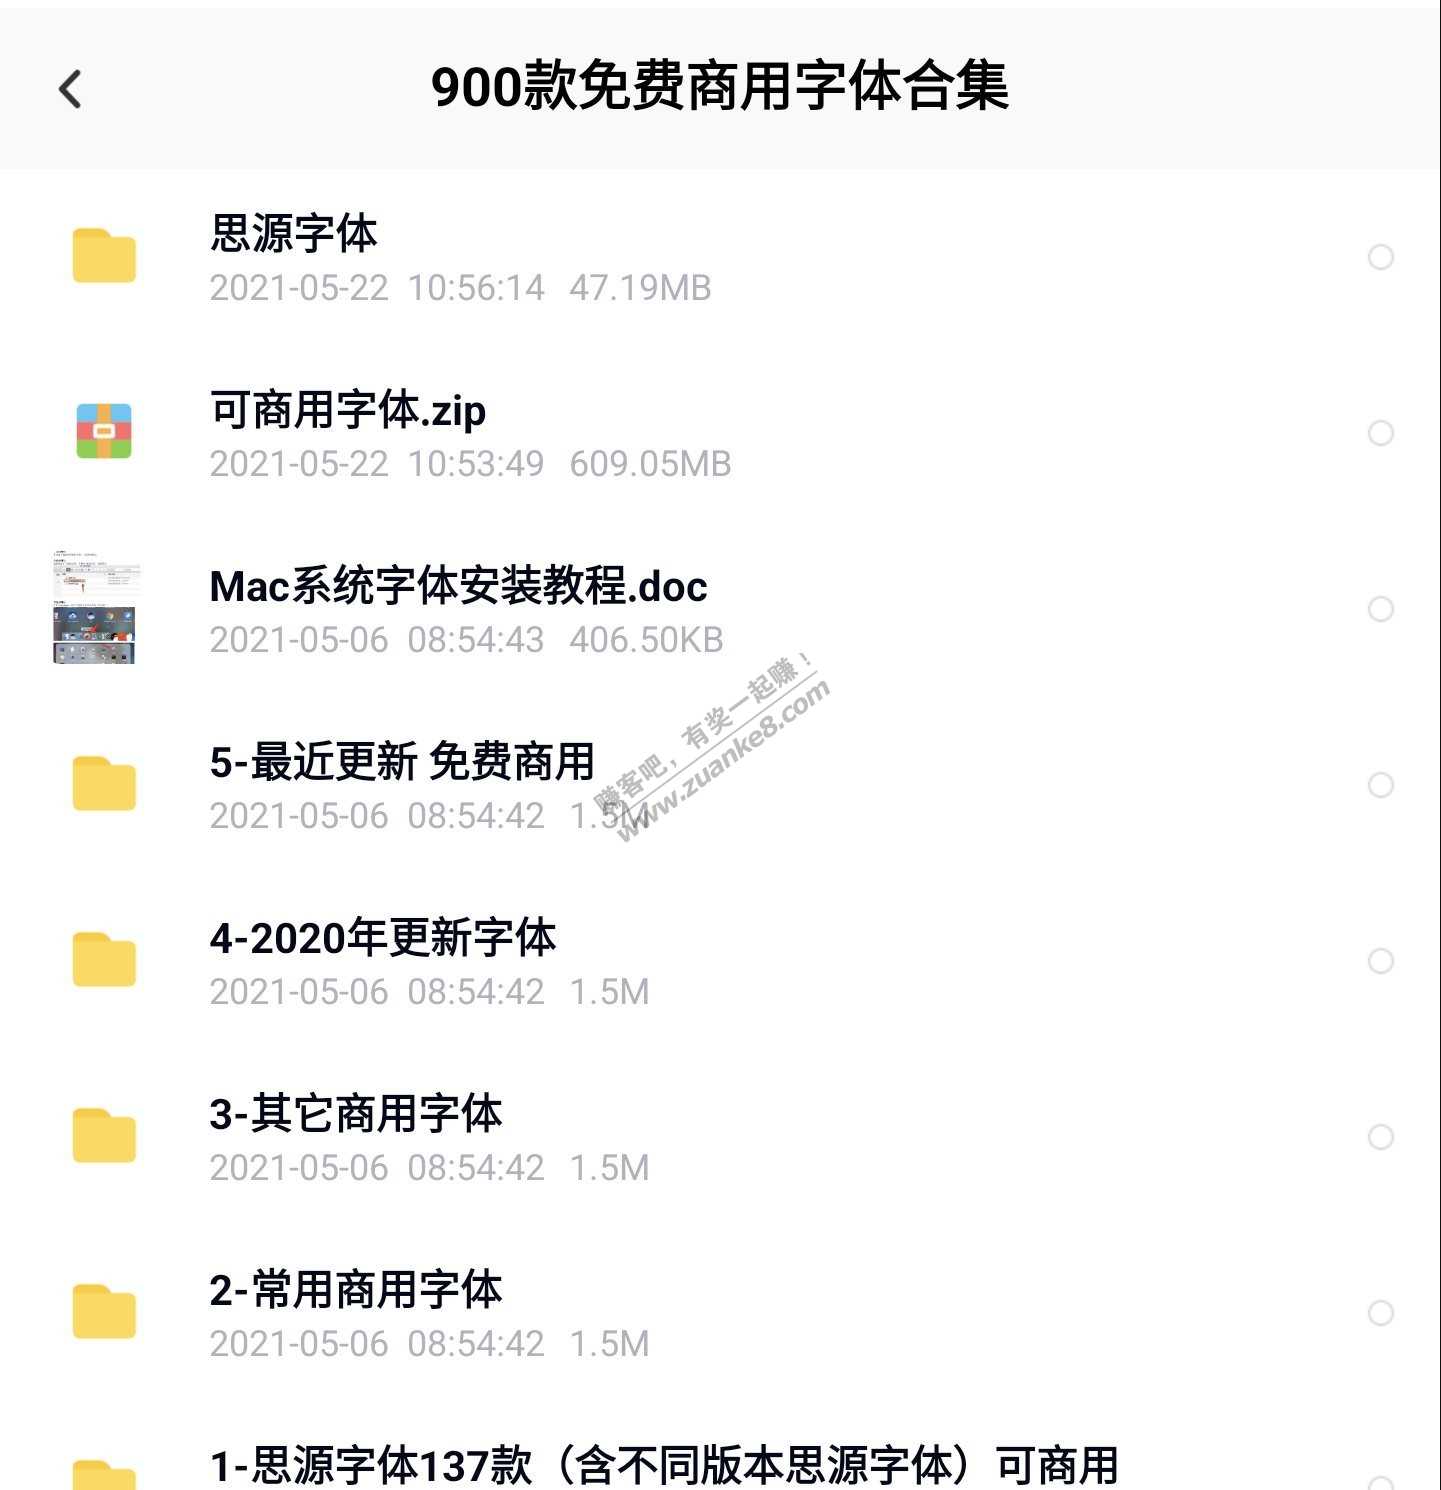 900款免费商用字体合集
思源字体
2021-05-22 10:56:14 47.19MB
可商用字体.zip
2021-05-22 10:53:49 609.05MB
Mac系统字体安装教程.doc
2021-05-06 08:54:43 406.50KB
5-最近更新 免费商用
2021-05-06 08:54:42 1.5M
赚客吧，有奖一起赚！
www.zuanke8.com
4-2020年更新字体
2021-05-06 08:54:42 1.5M
3-其它商用字体
2021-05-06 08:54:42 1.5M
2-常用商用字体
2021-05-06 08:54:42 1.5M
1-思源字体137款（含不同版本思源字体）可商用